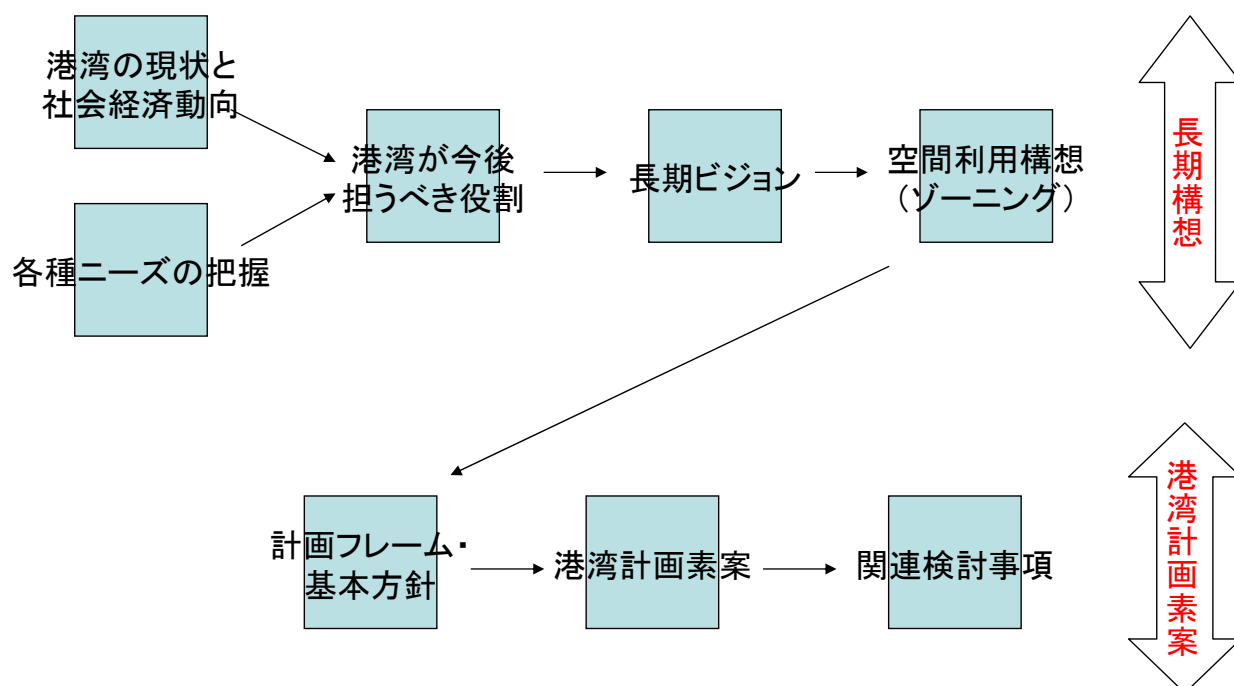 港湾の現状と
社会経済動向
各種ニーズの把握
港湾が今後
担うべき役割
長期ビジョン
空間利用構想
（ゾーニング）
長期構想
計画フレーム・
基本方針
港湾計画素案
関連検討事項
港湾計画素案